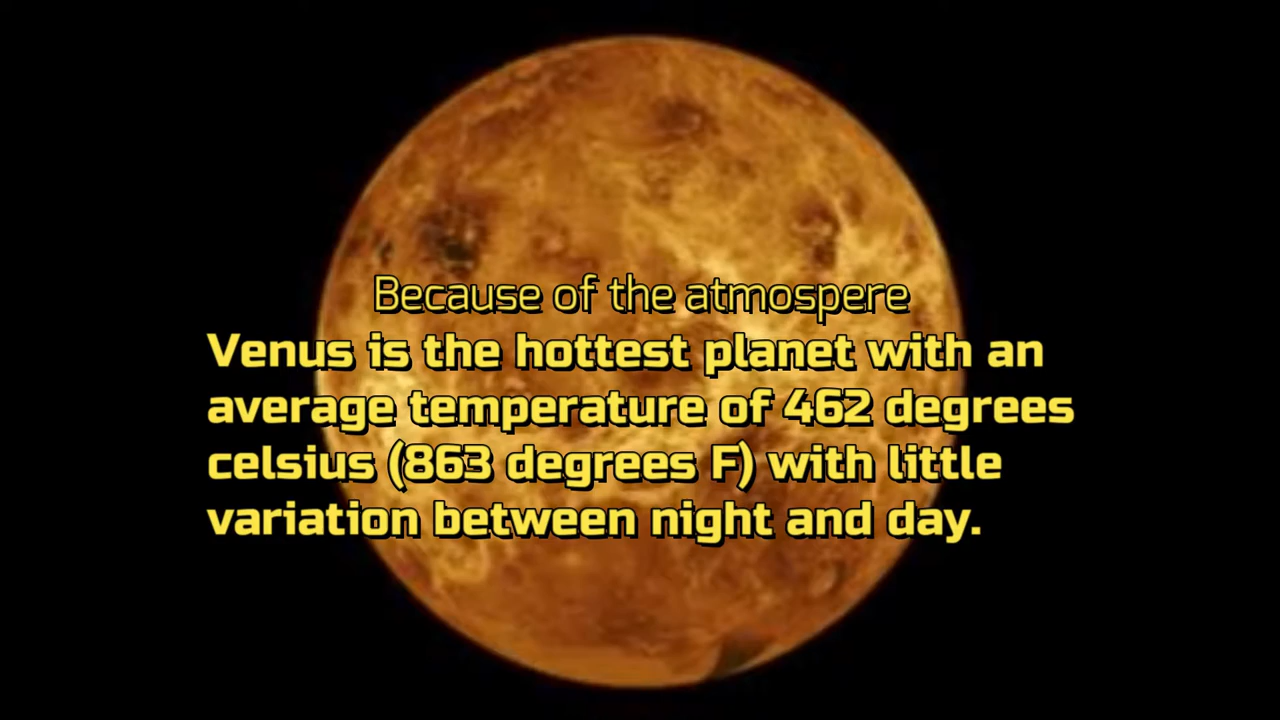 Because of the atmospere
Venus is the hottest planet with an
average temperature of 462 degrees
celsius (863 degrees F) with little
variation between night and day.